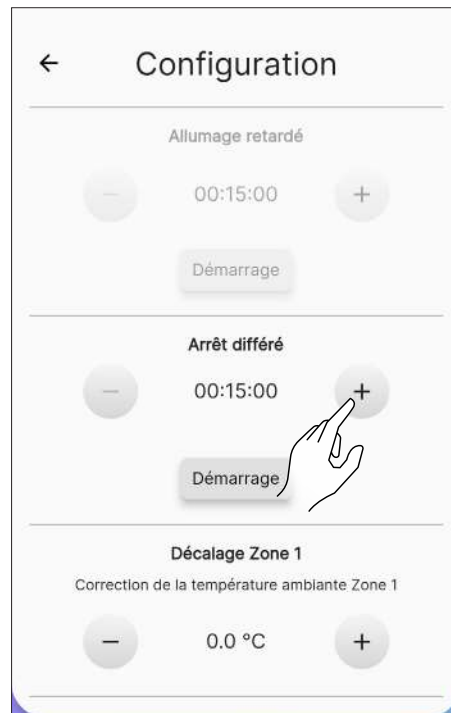 ← Configuration
Allumage retardé
− 00:15:00 +
Démarrage
Arrêt différé
− 00:15:00 +
Démarrage
Décalage Zone 1
Correction de la température ambiante Zone 1
− 0.0 °C +